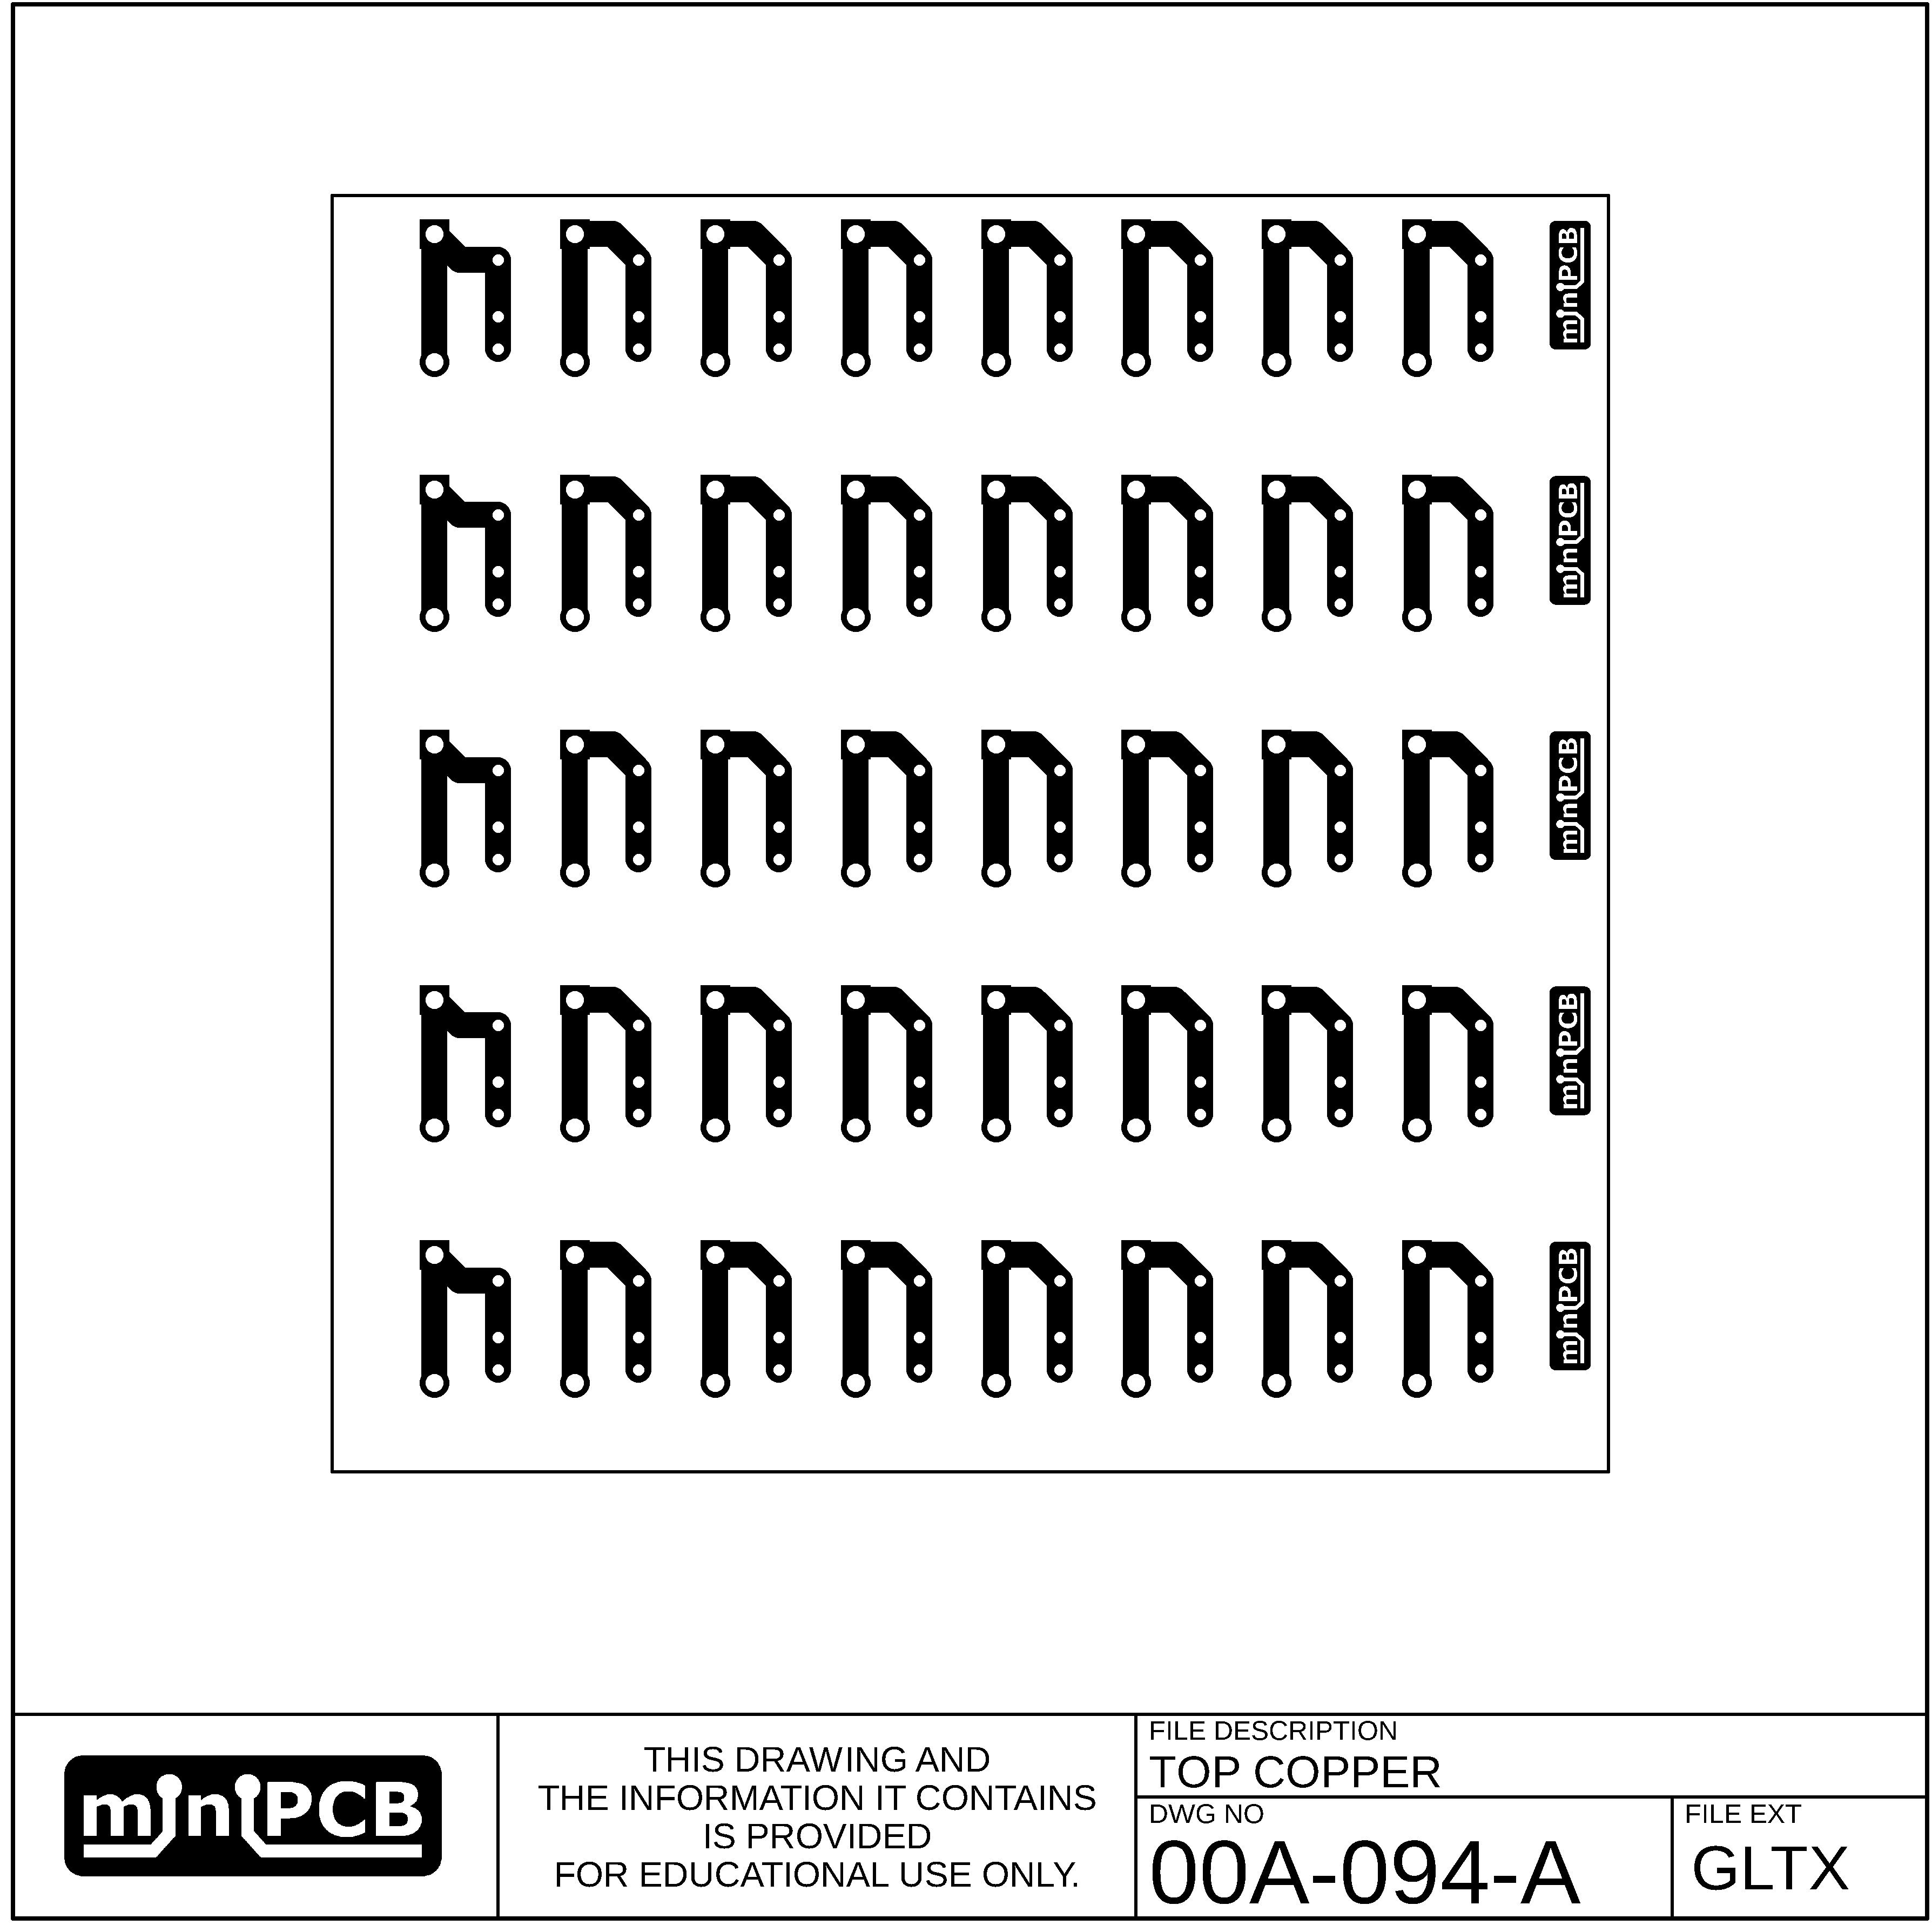 miniPCB
miniPCB
miniPCB
miniPCB
miniPCB
miniPCB
THIS DRAWING AND
THE INFORMATION IT CONTAINS
IS PROVIDED
FOR EDUCATIONAL USE ONLY.
FILE DESCRIPTION
TOP COPPER
DWG NO
00A-094-A
FILE EXT
GLTX